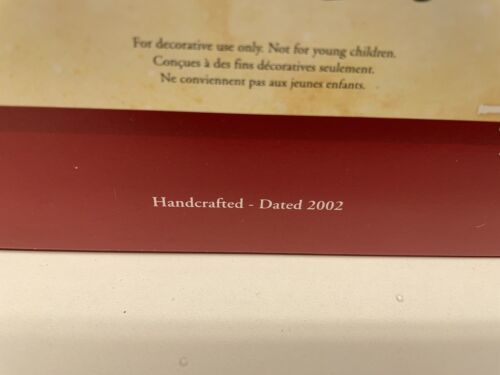 For decorative use only. Not for young children.
Conçues à des fins décoratives seulement.
Ne conviennent pas aux jeunes enfants.
Handcrafted - Dated 2002